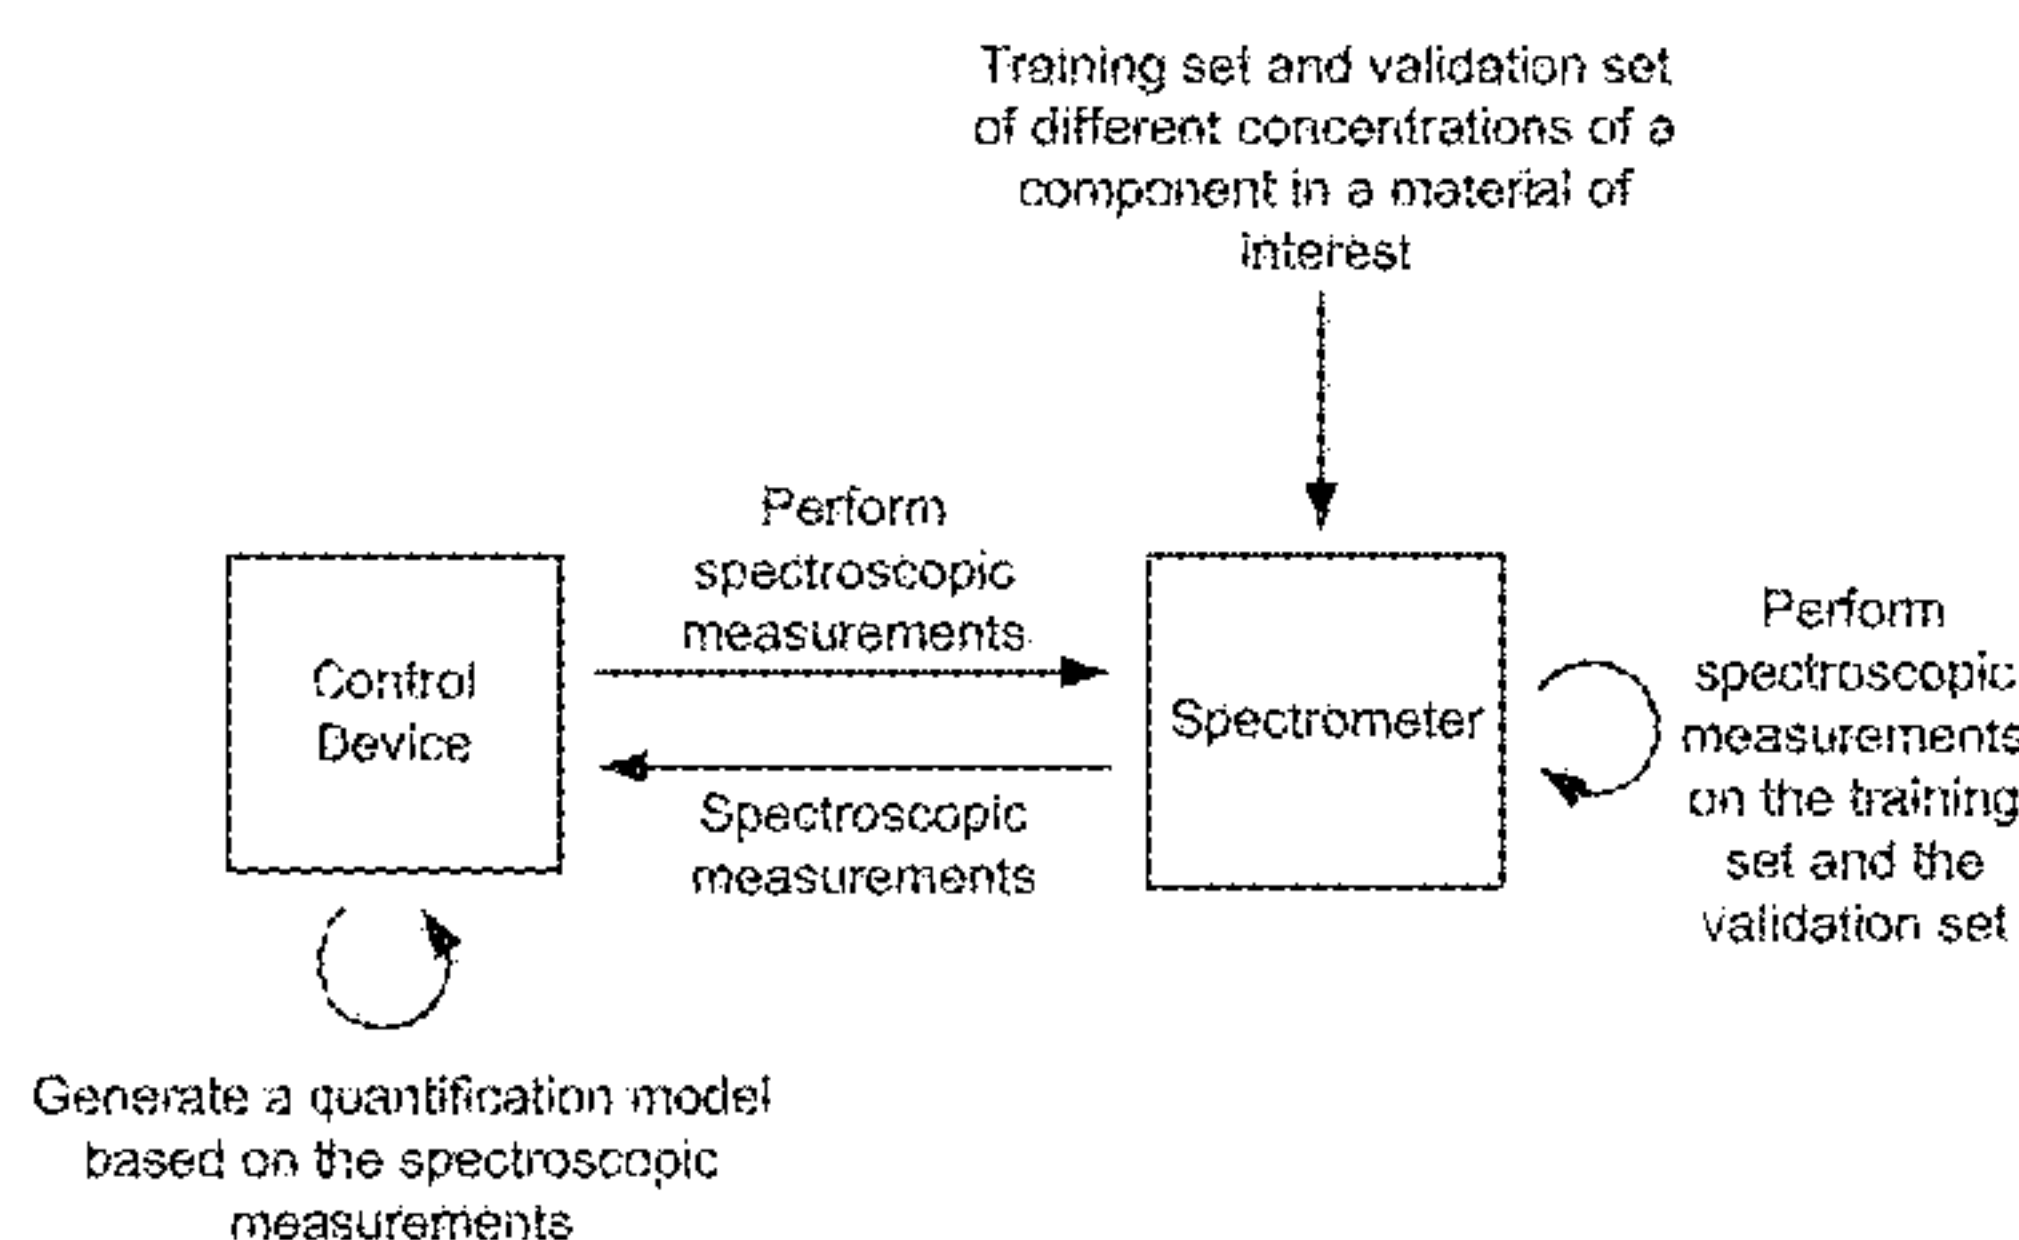 Training set and validation set
of different concentrations of a
component in a material of
interest
Perform
spectroscopic
measurements
Control
Device
Spectrometer
Spectroscopic
measurements
Perform
spectroscopic
measurements
on the training
set and the
validation set
Generate a quantification model
based on the spectroscopic
measurements